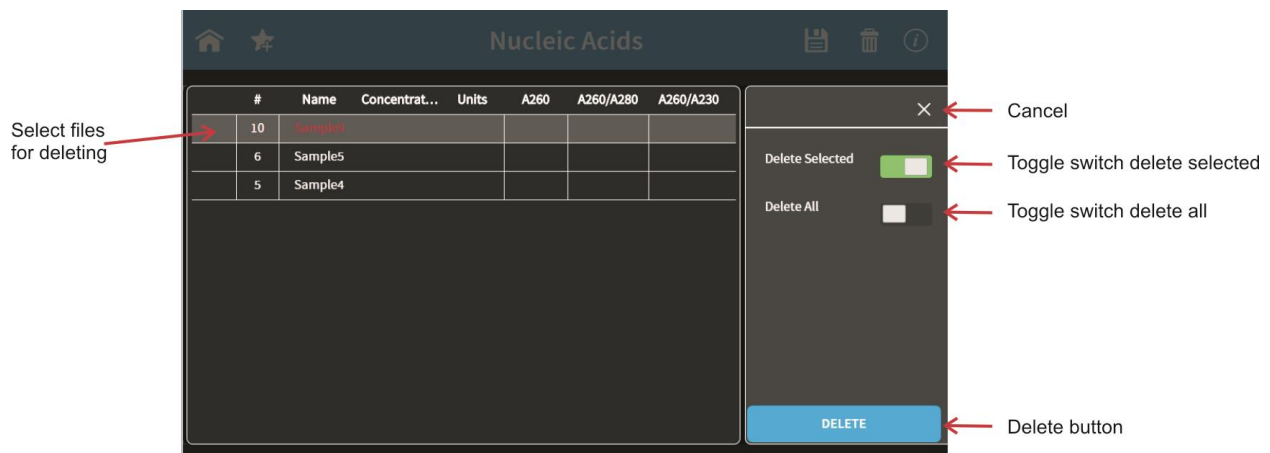 Nucleic Acids
# Name Concentrat... Units A260 A260/A280 A260/A230
10
6 Sample5
5 Sample4
Select files
for deleting
Cancel
Delete Selected
Toggle switch delete selected
Delete All
Toggle switch delete all
DELETE
Delete button